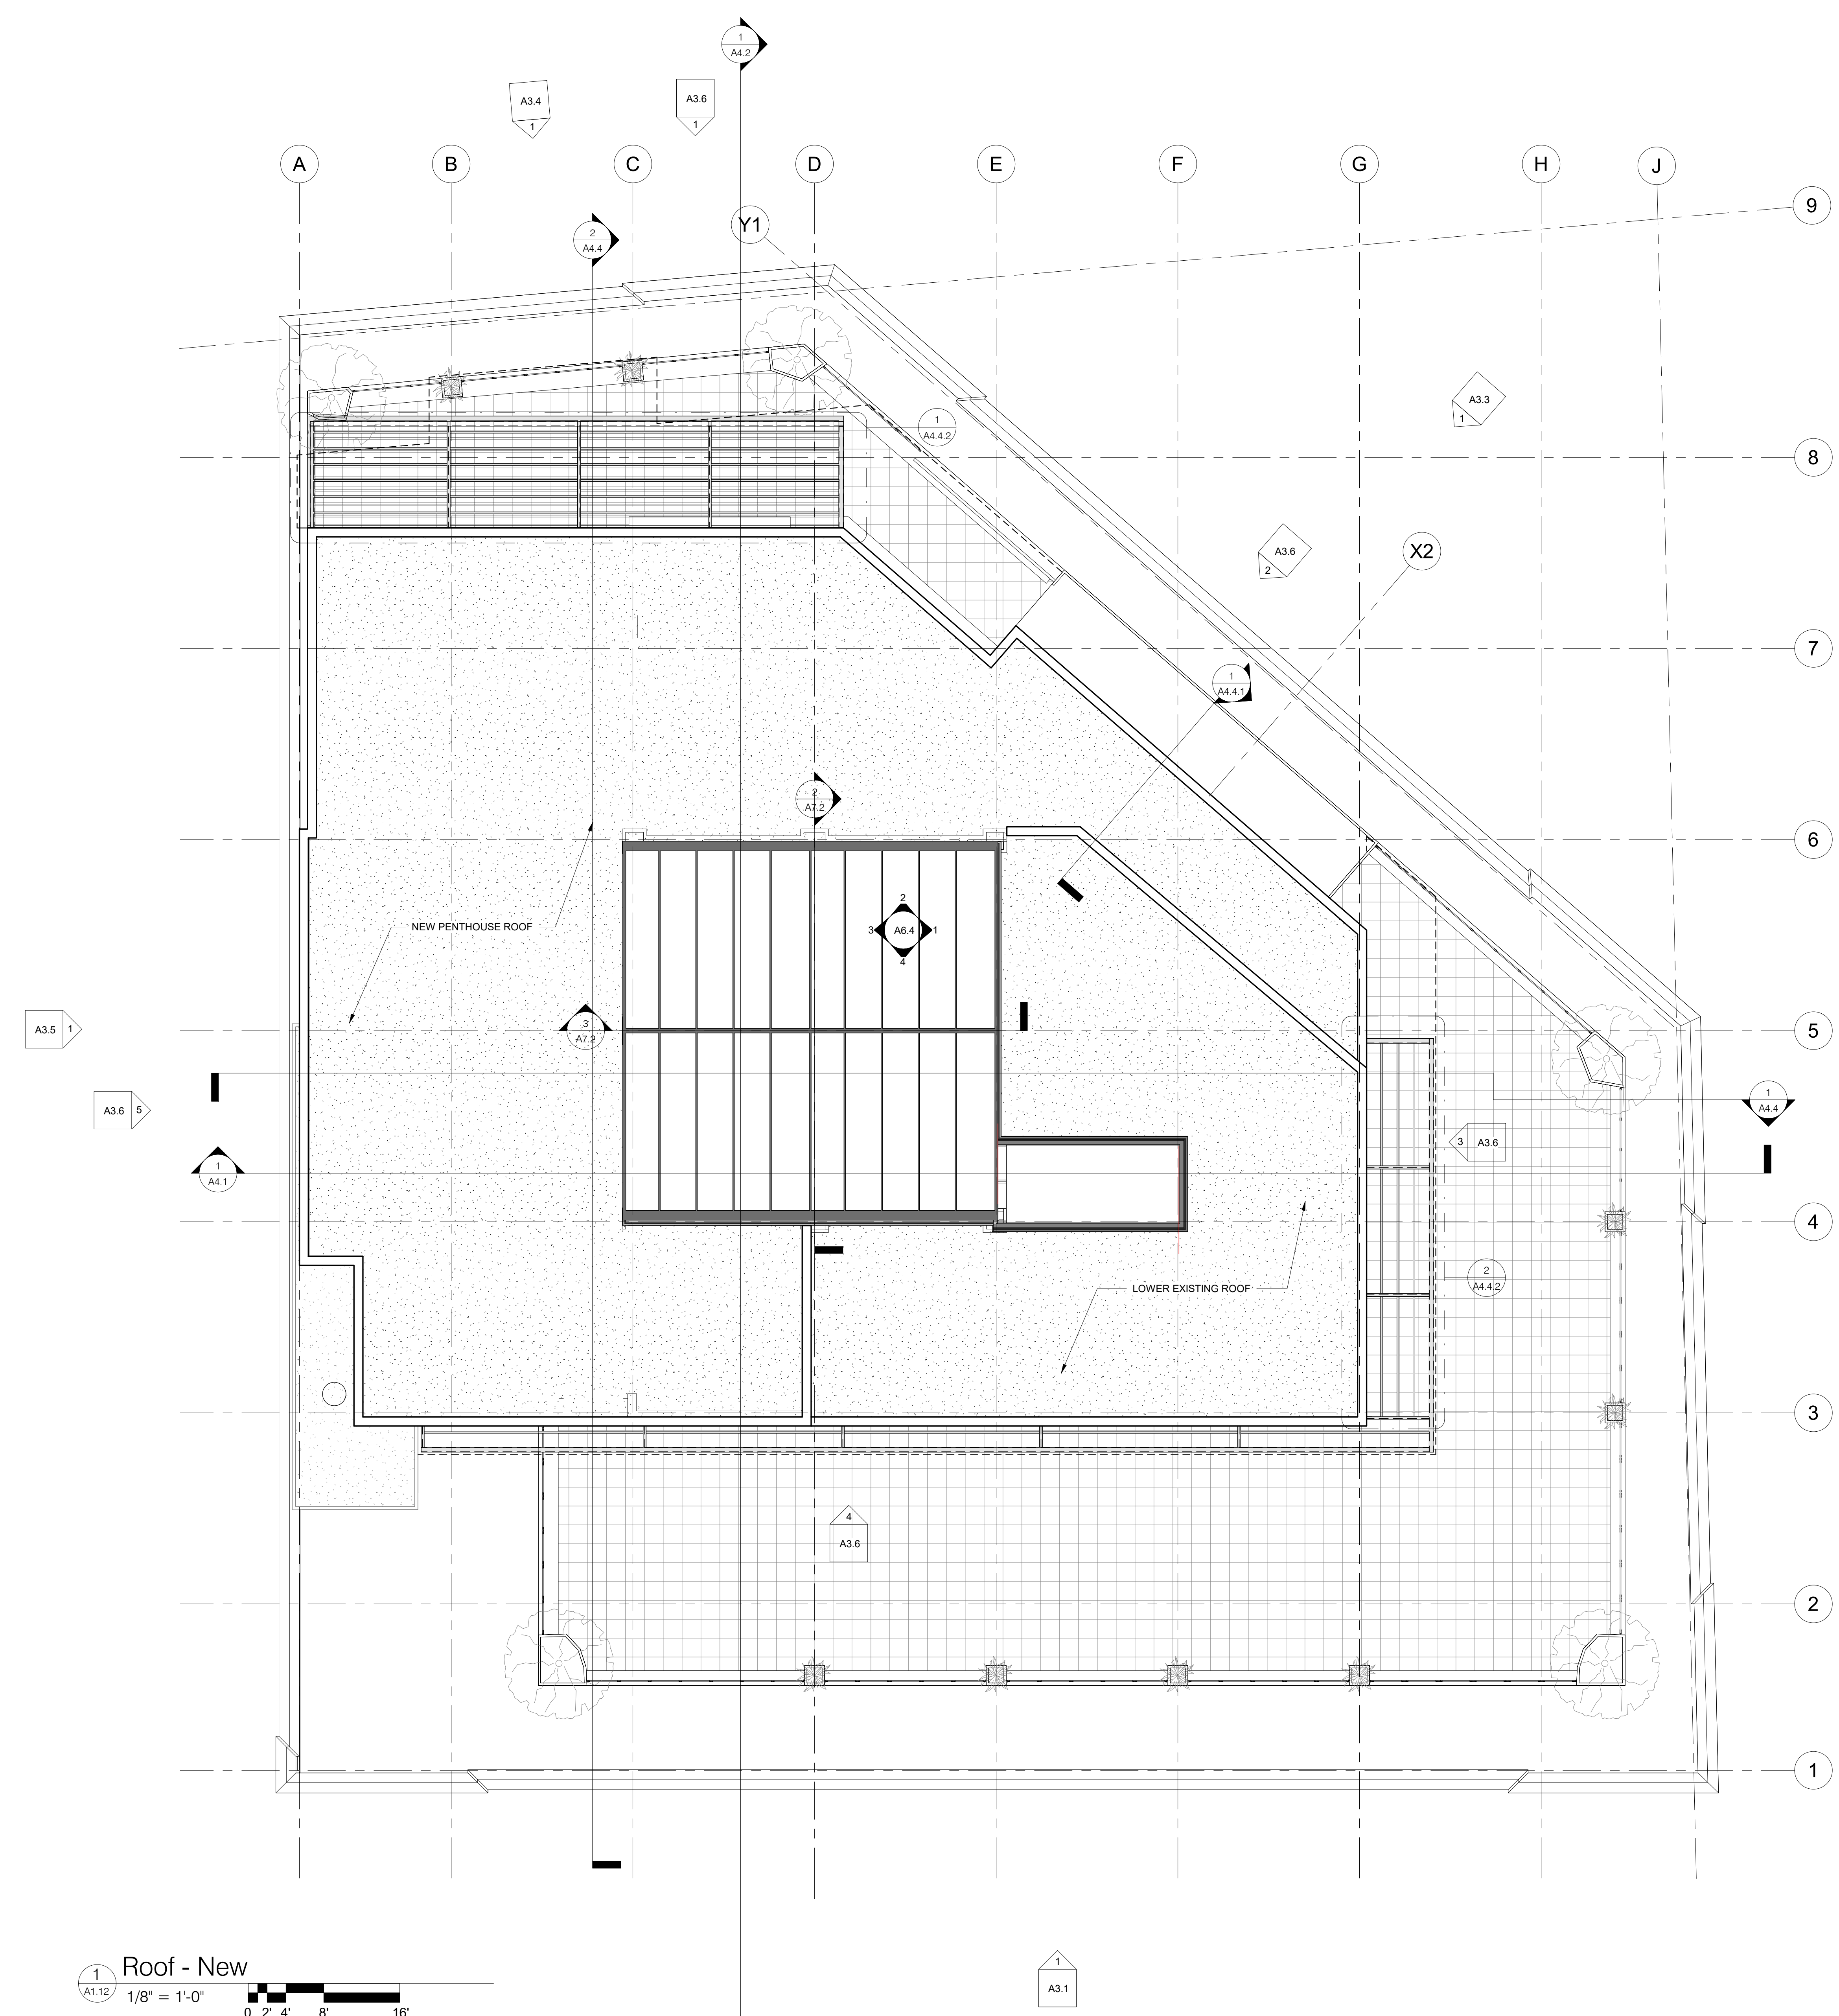 1
A4.2
A3.4
1
A3.6
1
A
B
C
D
E
F
G
H
J
9
Y1
2
A4.4
A3.3
1
1
A4.4.2
8
X2
A3.6
2
7
1
A4.4.1
2
A7.2
6
NEW PENTHOUSE ROOF
2
3
A6.4
1
4
A3.5
1
3
A7.2
5
A3.6
5
1
A4.4
3
A3.6
1
A4.1
4
2
A4.4.2
LOWER EXISTING ROOF
3
4
A3.6
2
1
1
A3.1
1
A1.12
Roof - New
1/8" = 1'-0"
0 2' 4' 8' 16'